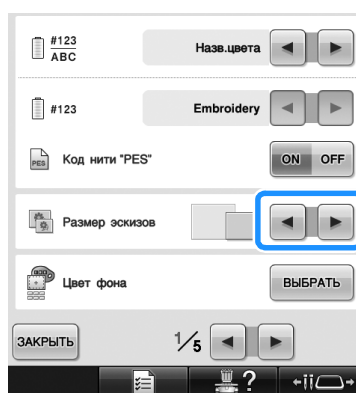 #123
ABC
Назв.цвета
#123
Embroidery
PES
Код нити "PES"
ON OFF
Размер эскизов
Цвет фона
ВЫБРАТЬ
ЗАКРЫТЬ
1/5
?